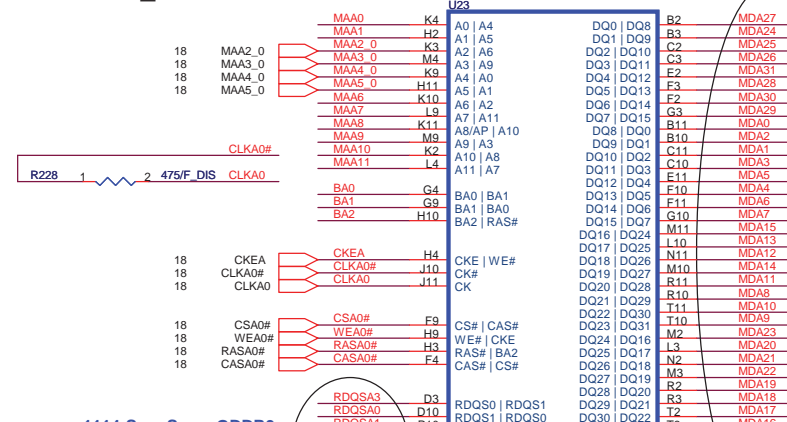 U23
MAA0 K4 A0 | A4 DQ0 | DQ8 B2 MDA27
MAA1 H2 A1 | A5 DQ1 | DQ9 B3 MDA24
18 MAA2_0 MAA2_0 K3 A2 | A6 DQ2 | DQ10 C2 MDA25
18 MAA3_0 MAA3_0 M4 A3 | A9 DQ3 | DQ11 C3 MDA26
18 MAA4_0 MAA4_0 K9 A4 | A0 DQ4 | DQ12 E2 MDA31
18 MAA5_0 MAA5_0 H11 A5 | A1 DQ5 | DQ13 F3 MDA28
MAA6 K10 A6 | A2 DQ6 | DQ14 F2 MDA30
MAA7 L9 A7 | A11 DQ7 | DQ15 G3 MDA29
MAA8 K11 A8/AP | A10 DQ8 | DQ0 B11 MDA0
MAA9 M9 A9 | A3 DQ9 | DQ1 B10 MDA2
CLKA0# MAA10 K2 A10 | A8 DQ10 | DQ2 C11 MDA1
MAA11 L4 A11 | A7 DQ11 | DQ3 C10 MDA3
R228 1 2 475/F_DIS CLKA0 DQ12 | DQ4 E11 MDA5
BA0 G4 BA0 | BA1 DQ13 | DQ5 F10 MDA4
BA1 G9 BA1 | BA0 DQ14 | DQ6 F11 MDA6
BA2 H10 BA2 | RAS# DQ15 | DQ7 G10 MDA7
DQ16 | DQ24 M11 MDA15
DQ17 | DQ25 L10 MDA13
18 CKEA CKEA H4 CKE | WE# DQ18 | DQ26 N11 MDA12
18 CLKA0# CLKA0# J10 CK# DQ19 | DQ27 M10 MDA14
18 CLKA0 CLKA0 J11 CK DQ20 | DQ28 R11 MDA11
DQ21 | DQ29 R10 MDA8
DQ22 | DQ30 T11 MDA10
18 CSA0# CSA0# F9 CS# | CAS# DQ23 | DQ31 T10 MDA9
18 WEA0# WEA0# H9 WE# | CKE DQ24 | DQ16 M2 MDA23
18 RASA0# RASA0# H3 RAS# | BA2 DQ25 | DQ17 L3 MDA20
18 CASA0# CASA0# F4 CAS# | CS# DQ26 | DQ18 N2 MDA21
DQ27 | DQ19 M3 MDA22
DQ28 | DQ20 R2 MDA19
RDQSA3 D3 RDQS0 | RDQS1 DQ29 | DQ21 R3 MDA18
RDQSA0 D10 RDQS1 | RDQS0 DQ30 | DQ22 T2 MDA17